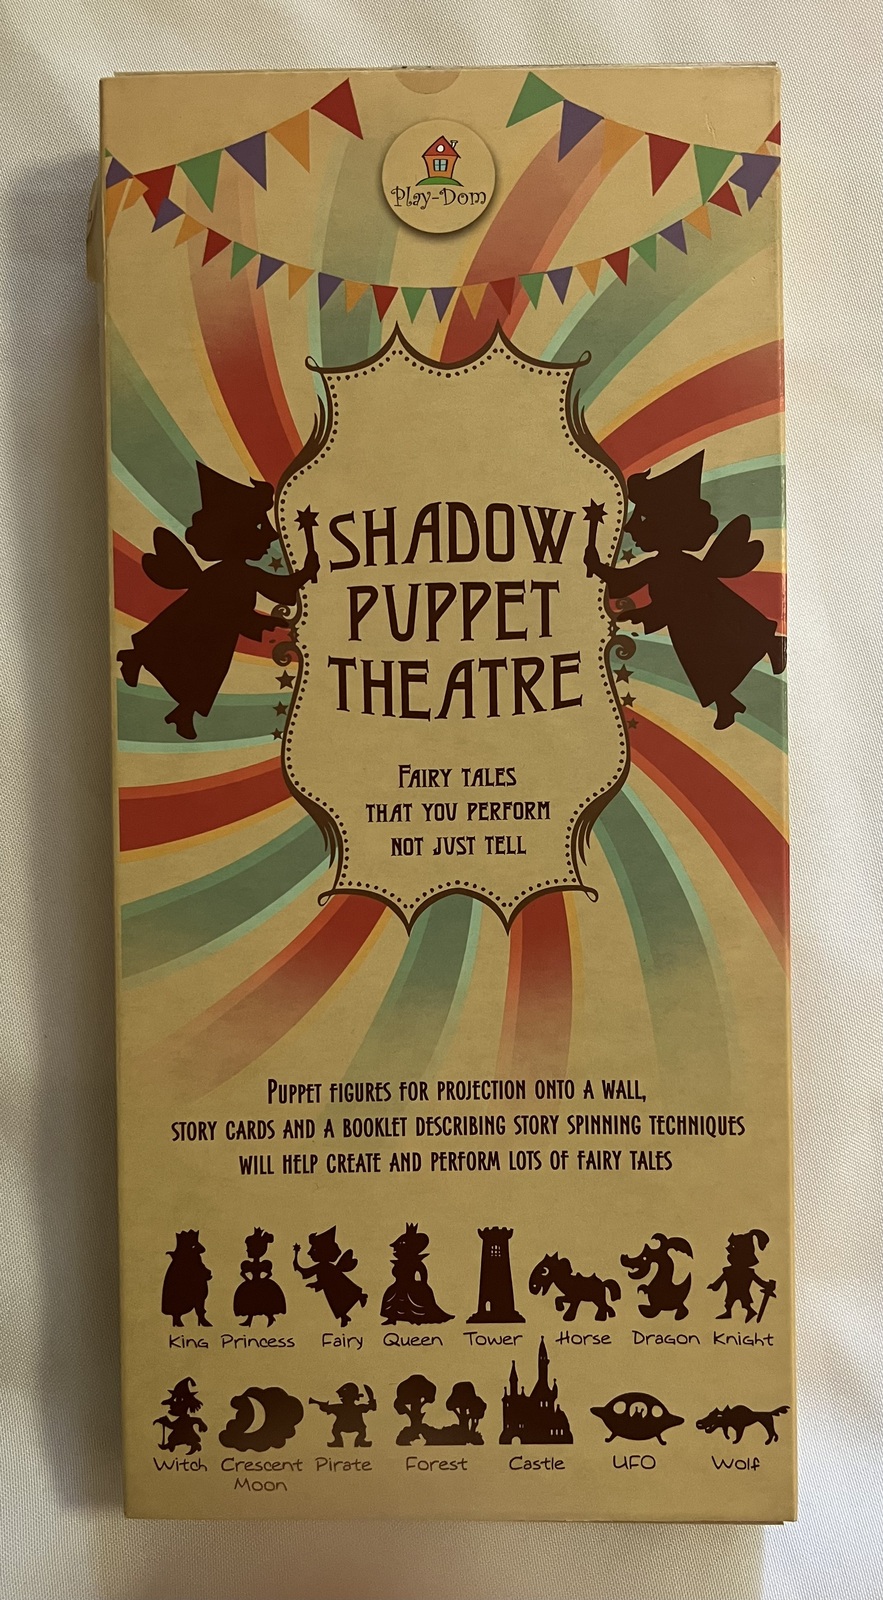 Play-Dom
SHADOW
PUPPET
THEATRE
FAIRY TALES
THAT YOU PERFORM
NOT JUST TELL
PUPPET FIGURES FOR PROJECTION ONTO A WALL,
STORY CARDS AND A BOOKLET DESCRIBING STORY SPINNING TECHNIQUES
WILL HELP CREATE AND PERFORM LOTS OF FAIRY TALES
King Princess Fairy Queen Tower Horse Dragon Knight
Witch Crescent Moon Pirate Forest Castle UFO Wolf